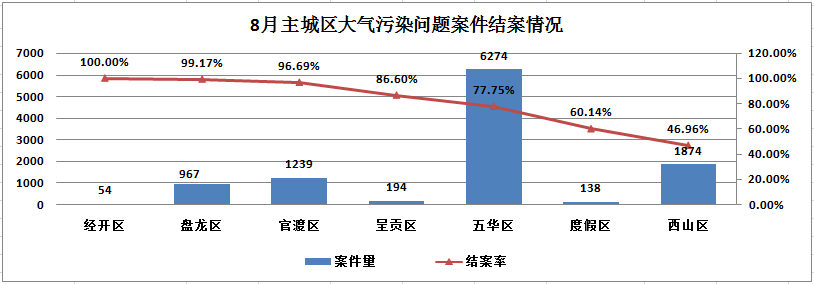 8月主城区大气污染问题案件结案情况
7000 120.00%
6000 100.00%
5000 80.00%
4000 60.00%
3000 40.00%
2000 20.00%
1000 0.00%
0
100.00% 99.17% 96.69% 86.60% 77.75% 60.14% 46.96%
54 967 1239 194 6274 138 1874
经开区 盘龙区 官渡区 呈贡区 五华区 度假区 西山区
案件量 结案率